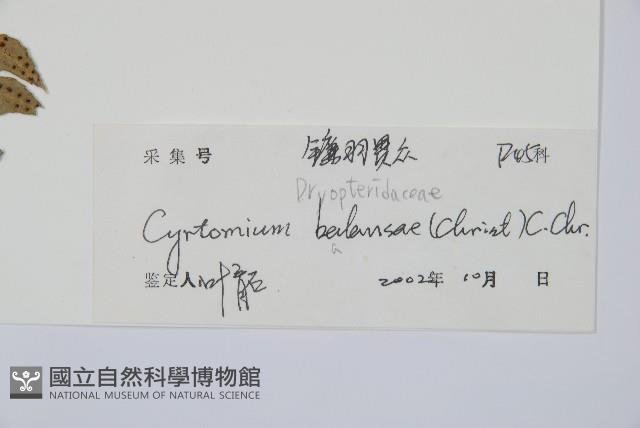 采集号 镰羽贯众 P45科
Dryopteridaceae
Cyrtomium balansae (Christ) C. Chr.
a
鉴定人 2002年 10月 日
國立自然科學博物館
NATIONAL MUSEUM OF NATURAL SCIENCE